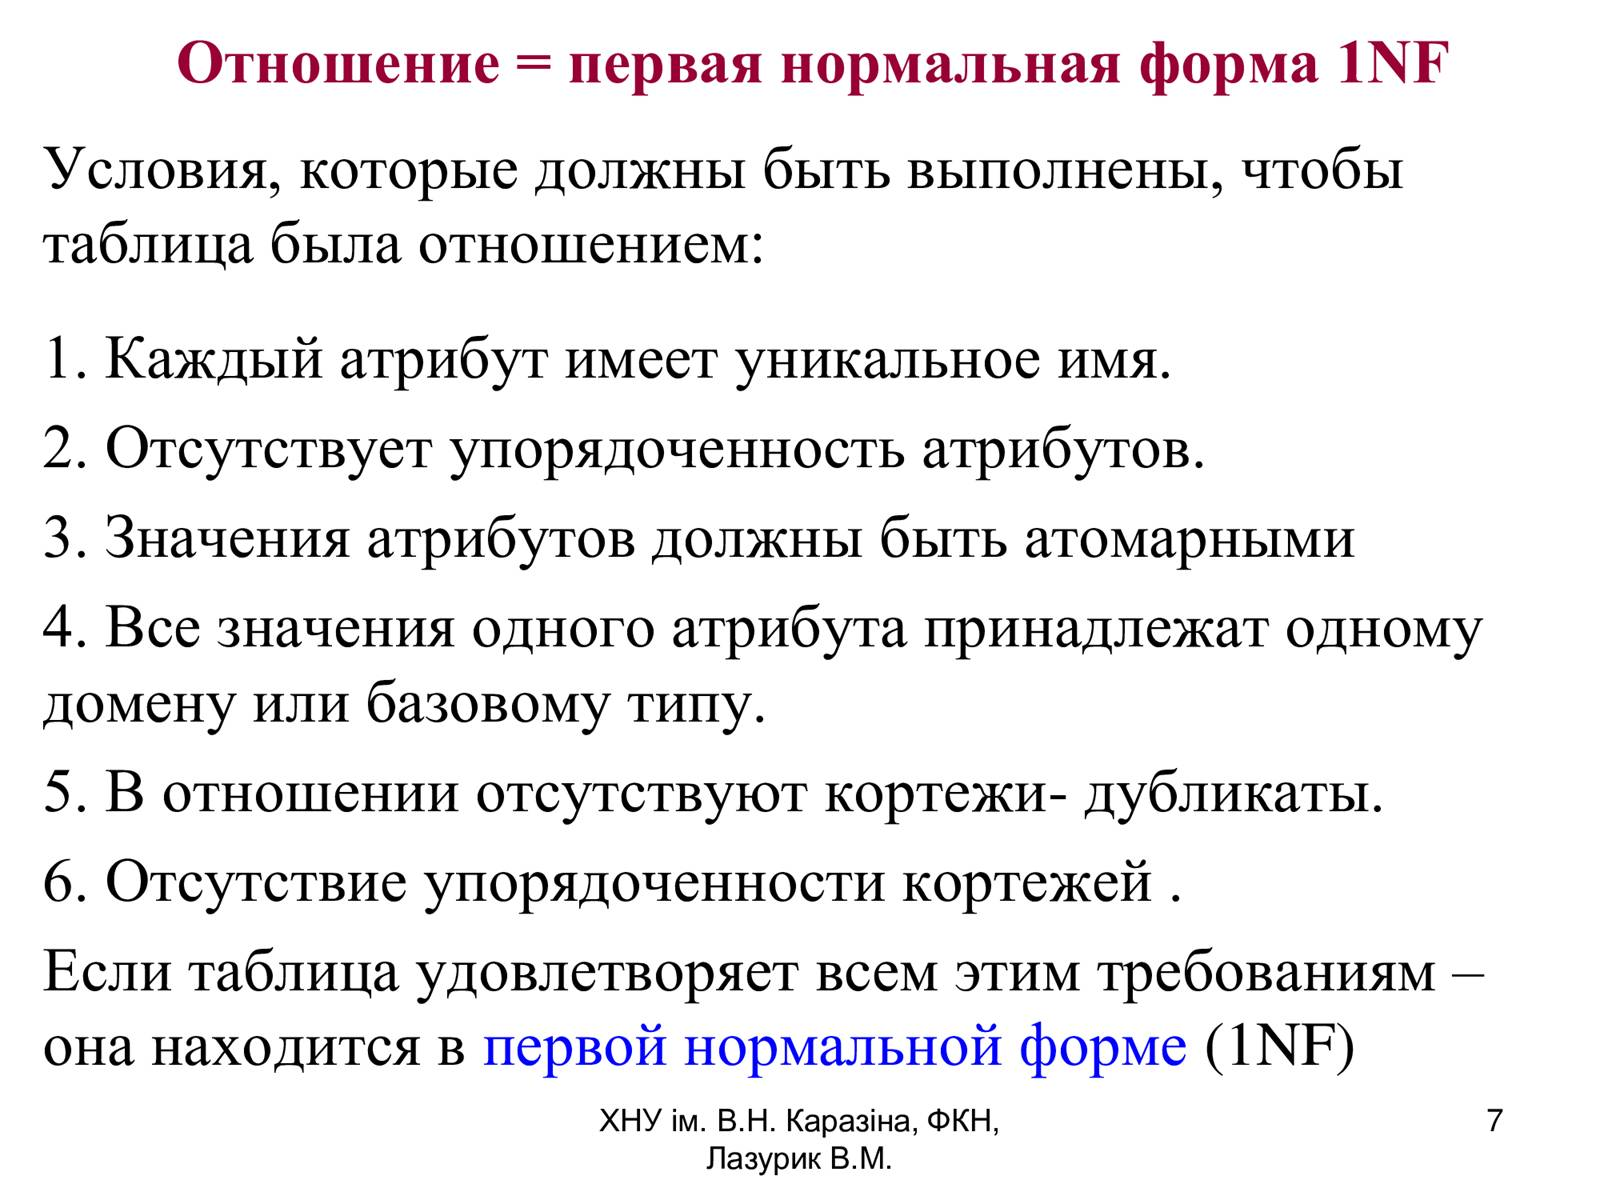 Отношение = первая нормальная форма 1NF
Условия, которые должны быть выполнены, чтобы
таблица была отношением:
1. Каждый атрибут имеет уникальное имя.
2. Отсутствует упорядоченность атрибутов.
3. Значения атрибутов должны быть атомарными
4. Все значения одного атрибута принадлежат одному
домену или базовому типу.
5. В отношении отсутствуют кортежи- дубликаты.
6. Отсутствие упорядоченности кортежей .
Если таблица удовлетворяет всем этим требованиям –
она находится в первой нормальной форме (1NF)
ХНУ ім. В.Н. Каразіна, ФКН,
Лазурик В.М.
7